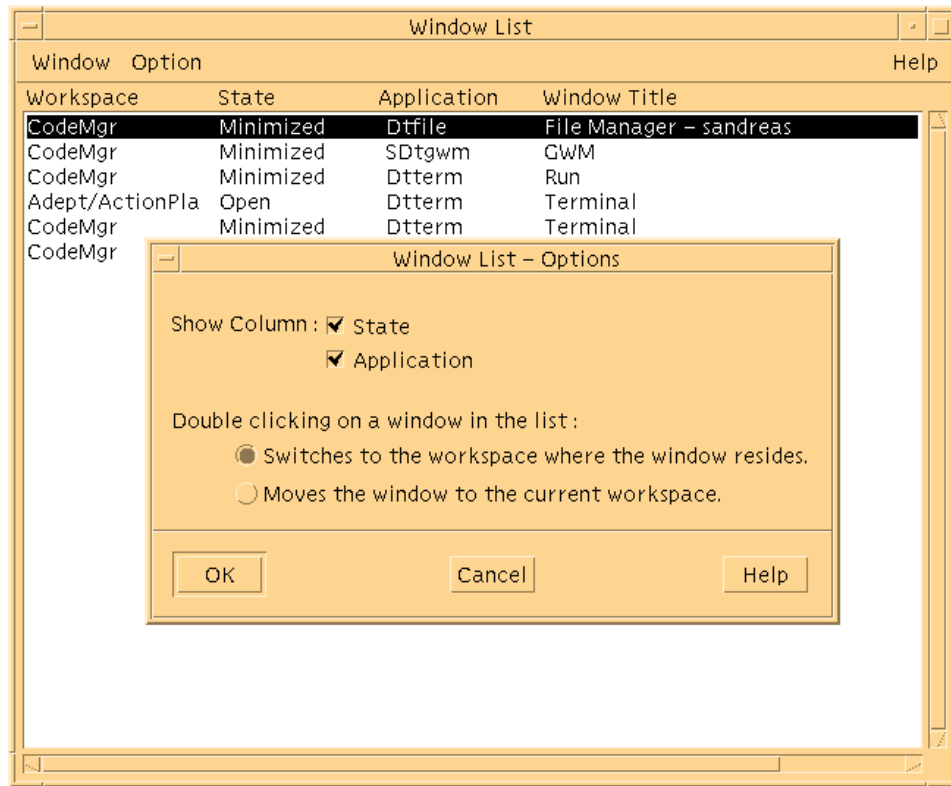 Window List
Window Option Help
Workspace State Application Window Title
CodeMgr Minimized Dtfile File Manager – sandreas
CodeMgr Minimized SDtgwm GWM
CodeMgr Minimized Dtterm Run
Adept/ActionPla Open Dtterm Terminal
CodeMgr Minimized Dtterm Terminal
CodeMgr
Window List – Options
Show Column : State
Application
Double clicking on a window in the list :
Switches to the workspace where the window resides.
Moves the window to the current workspace.
OK Cancel Help